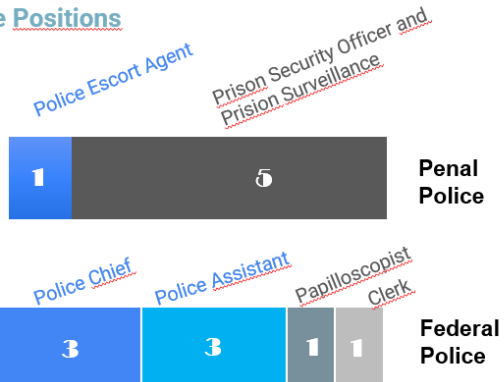 e Positions
Police Escort Agent
Prison Security Officer and
Prision Surveillance
1
5
Penal
Police
Police Chief
Police Assistant
Papilloscopist
Clerk
3
3
1
1
Federal
Police